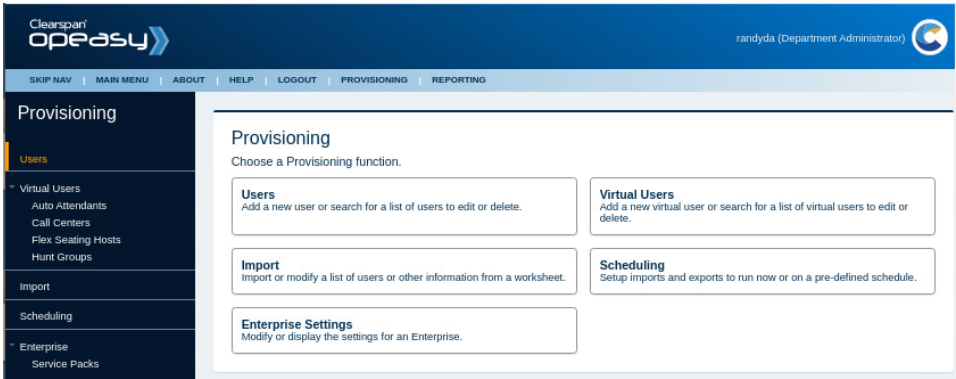 Clearspan
opeasy
randyda (Department Administrator)
SKIP NAV | MAIN MENU | ABOUT | HELP | LOGOUT | PROVISIONING | REPORTING
Provisioning
Users
Virtual Users
Auto Attendants
Call Centers
Flex Seating Hosts
Hunt Groups
Import
Scheduling
Enterprise
Service Packs
Provisioning
Choose a Provisioning function.
Users
Add a new user or search for a list of users to edit or delete.
Virtual Users
Add a new virtual user or search for a list of virtual users to edit or
delete.
Import
Import or modify a list of users or other information from a worksheet.
Scheduling
Setup imports and exports to run now or on a pre-defined schedule.
Enterprise Settings
Modify or display the settings for an Enterprise.